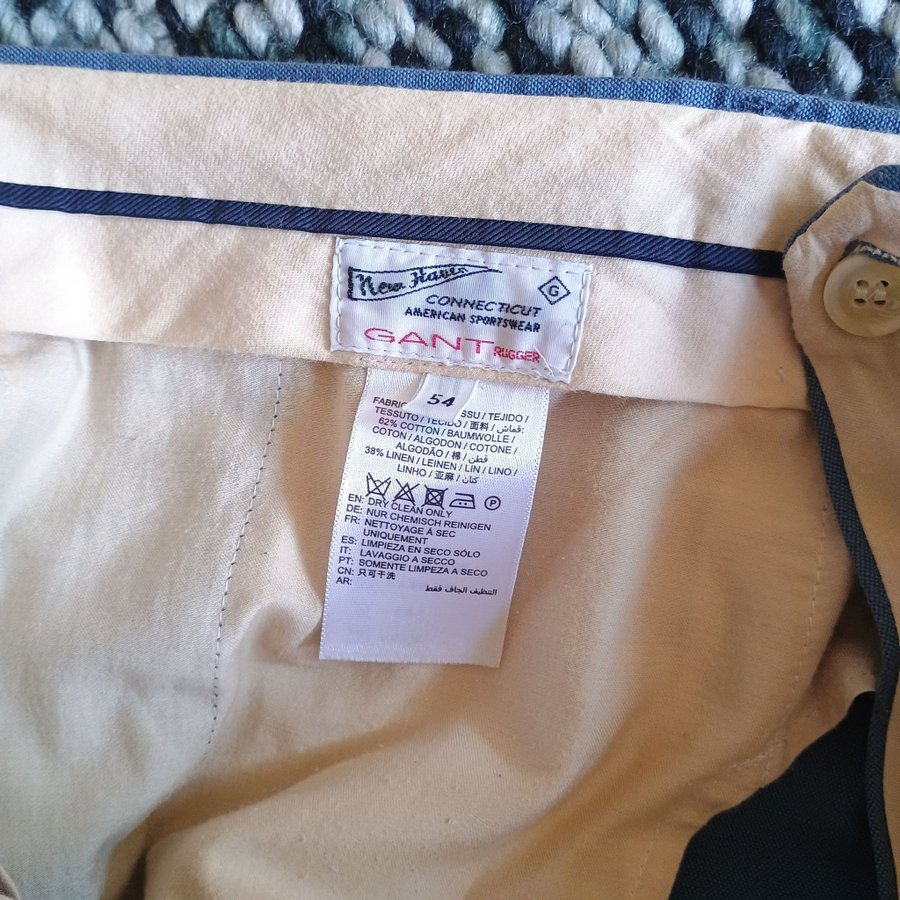 New Haven
G
CONNECTICUT
AMERICAN SPORTSWEAR
GANT RUGGER
54
TEJIDO /
TESSUTO / TECIDO / 面料 / قماش:
62% COTTON / BAUMWOLLE /
COTON / ALGODON / COTONE /
ALGODÃO / 棉 / قطن /
38% LINEN / LEINEN / LIN / LINO /
LINHO / 亚麻 / كتان
P
EN: DRY CLEAN ONLY
DE: NUR CHEMISCH REINIGEN
FR: NETTOYAGE À SEC
UNIQUEMENT
ES: LIMPIEZA EN SECO SÓLO
IT: LAVAGGIO A SECCO
PT: SOMENTE LIMPEZA A SECO
CN: 只可干洗
AR: التنظيف الجاف فقط